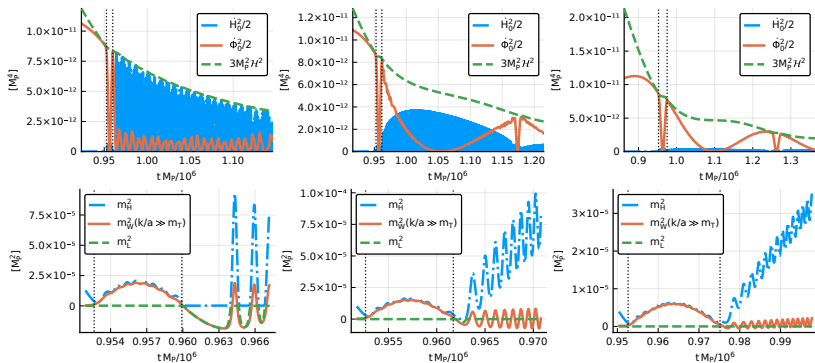 [M_P^4]
1.0×10⁻¹¹
7.5×10⁻¹²
5.0×10⁻¹²
2.5×10⁻¹²
0
0.95 1.00 1.05 1.10
t M_P/10⁶
Ḣ₀²/2
Φ̇₀²/2
3M_P²ℋ²
1.2×10⁻¹¹
1.0×10⁻¹¹
8.0×10⁻¹²
6.0×10⁻¹²
4.0×10⁻¹²
2.0×10⁻¹²
0
0.95 1.00 1.05 1.10 1.15 1.20
t M_P/10⁶
Ḣ₀²/2
Φ̇₀²/2
3M_P²ℋ²
2.0×10⁻¹¹
1.5×10⁻¹¹
1.0×10⁻¹¹
5.0×10⁻¹²
0
0.9 1.0 1.1 1.2 1.3
t M_P/10⁶
Ḣ₀²/2
Φ̇₀²/2
3M_P²ℋ²
[M_P^2]
7.5×10⁻⁵
5.0×10⁻⁵
2.5×10⁻⁵
0
0.954 0.957 0.960 0.963 0.966
t M_P/10⁶
m_H²
m_W²(k/a ≫ m_T)
m_L²
1.0×10⁻⁴
7.5×10⁻⁵
5.0×10⁻⁵
2.5×10⁻⁵
0
0.955 0.960 0.965 0.970
t M_P/10⁶
m_H²
m_W²(k/a ≫ m_T)
m_L²
3×10⁻⁵
2×10⁻⁵
1×10⁻⁵
0
0.95 0.96 0.97 0.98 0.99
t M_P/10⁶
m_H²
m_W²(k/a ≫ m_T)
m_L²